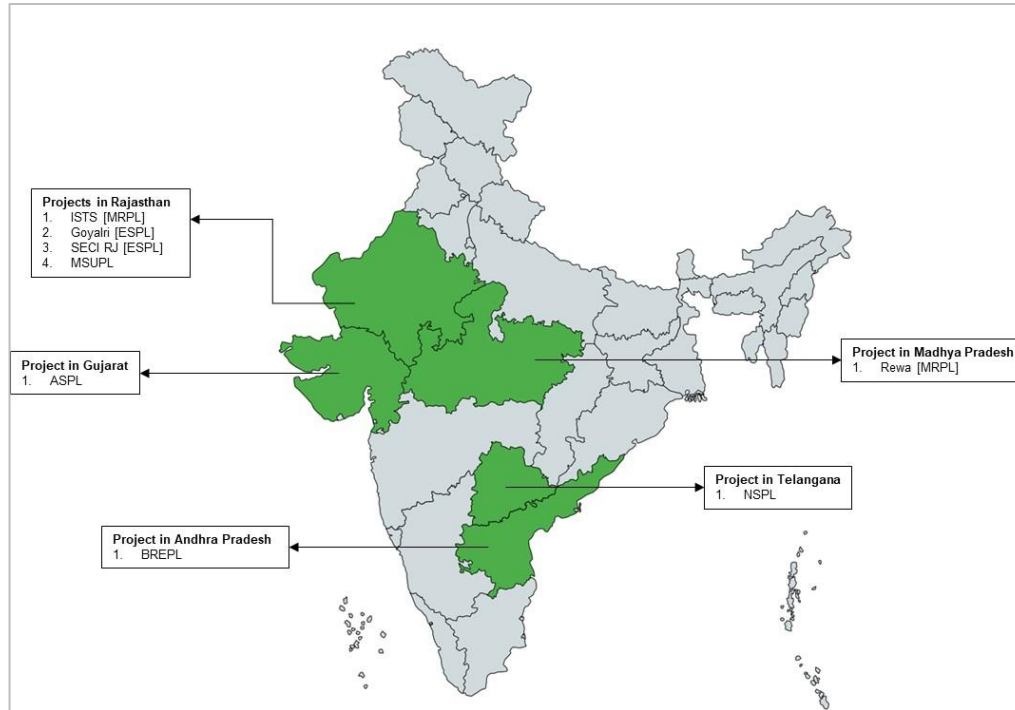 Projects in Rajasthan
1. ISTS [MRPL]
2. Goyalri [ESPL]
3. SECI RJ [ESPL]
4. MSUPL
Project in Gujarat
1. ASPL
Project in Madhya Pradesh
1. Rewa [MRPL]
Project in Telangana
1. NSPL
Project in Andhra Pradesh
1. BREPL